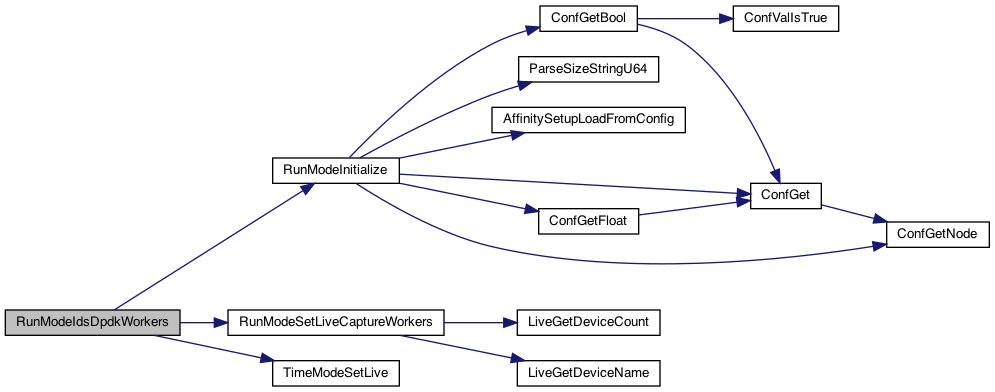 ConfGetBool
ConfValIsTrue
ParseSizeStringU64
AffinitySetupLoadFromConfig
RunModeInitialize
ConfGet
ConfGetFloat
ConfGetNode
RunModeIdsDpdkWorkers
RunModeSetLiveCaptureWorkers
LiveGetDeviceCount
TimeModeSetLive
LiveGetDeviceName